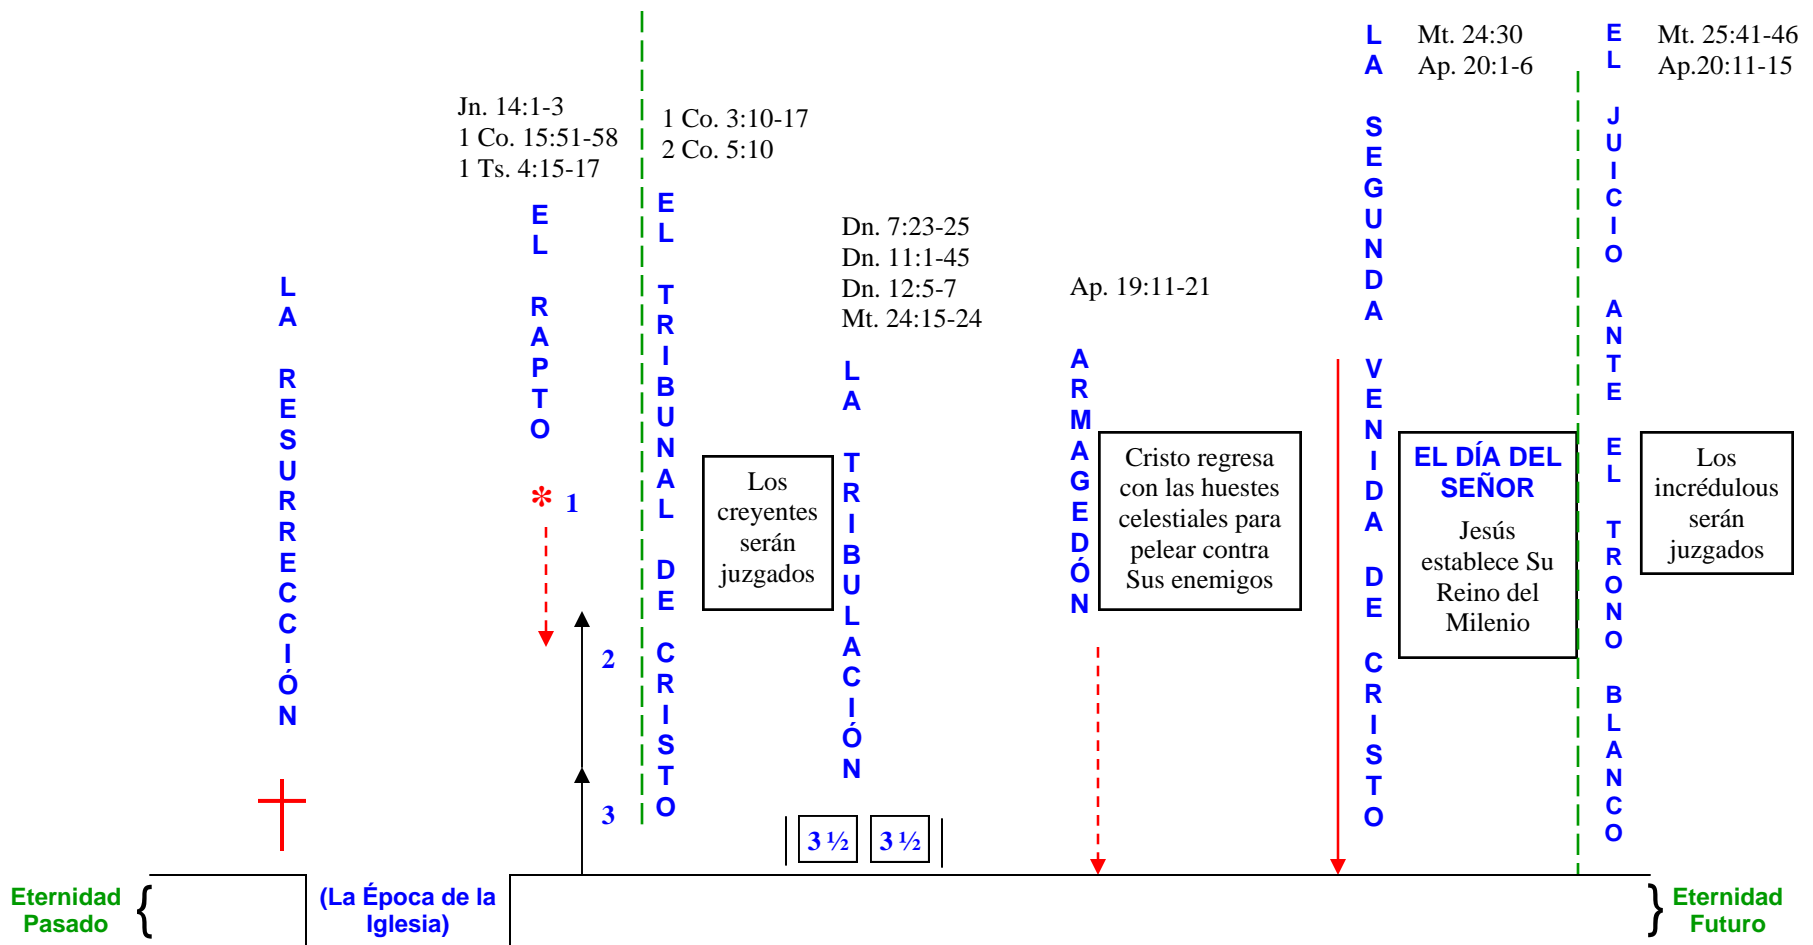 LA RESURRECCIÓN
Jn. 14:1-3
1 Co. 15:51-58
1 Ts. 4:15-17
EL RAPTO
* 1
2
3
1 Co. 3:10-17
2 Co. 5:10
EL TRIBUNAL DE CRISTO
Los
creyentes
serán
juzgados
Dn. 7:23-25
Dn. 11:1-45
Dn. 12:5-7
Mt. 24:15-24
LA TRIBULACIÓN
3 ½ 3 ½
Ap. 19:11-21
ARMAGEDÓN
Cristo regresa
con las huestes
celestiales para
pelear contra
Sus enemigos
LA SEGUNDA VENIDA DE CRISTO
Mt. 24:30
Ap. 20:1-6
EL DÍA DEL
SEÑOR
Jesús
establece Su
Reino del
Milenio
EL JUICIO ANTE EL TRONO BLANCO
Mt. 25:41-46
Ap.20:11-15
Los
incrédulous
serán
juzgados
Eternidad
Pasado
{
(La Época de la
Iglesia)
}
Eternidad
Futuro